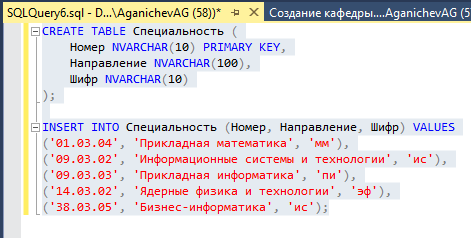 SQLQuery6.sql - D...\AganichevAG (58))* Создание кафедры....AganichevAG (5
CREATE TABLE Специальность (
Номер NVARCHAR(10) PRIMARY KEY,
Направление NVARCHAR(100),
Шифр NVARCHAR(10)
);
INSERT INTO Специальность (Номер, Направление, Шифр) VALUES
('01.03.04', 'Прикладная математика', 'мм'),
('09.03.02', 'Информационные системы и технологии', 'ис'),
('09.03.03', 'Прикладная информатика', 'пи'),
('14.03.02', 'Ядерные физика и технологии', 'эф'),
('38.03.05', 'Бизнес-информатика', 'ис');